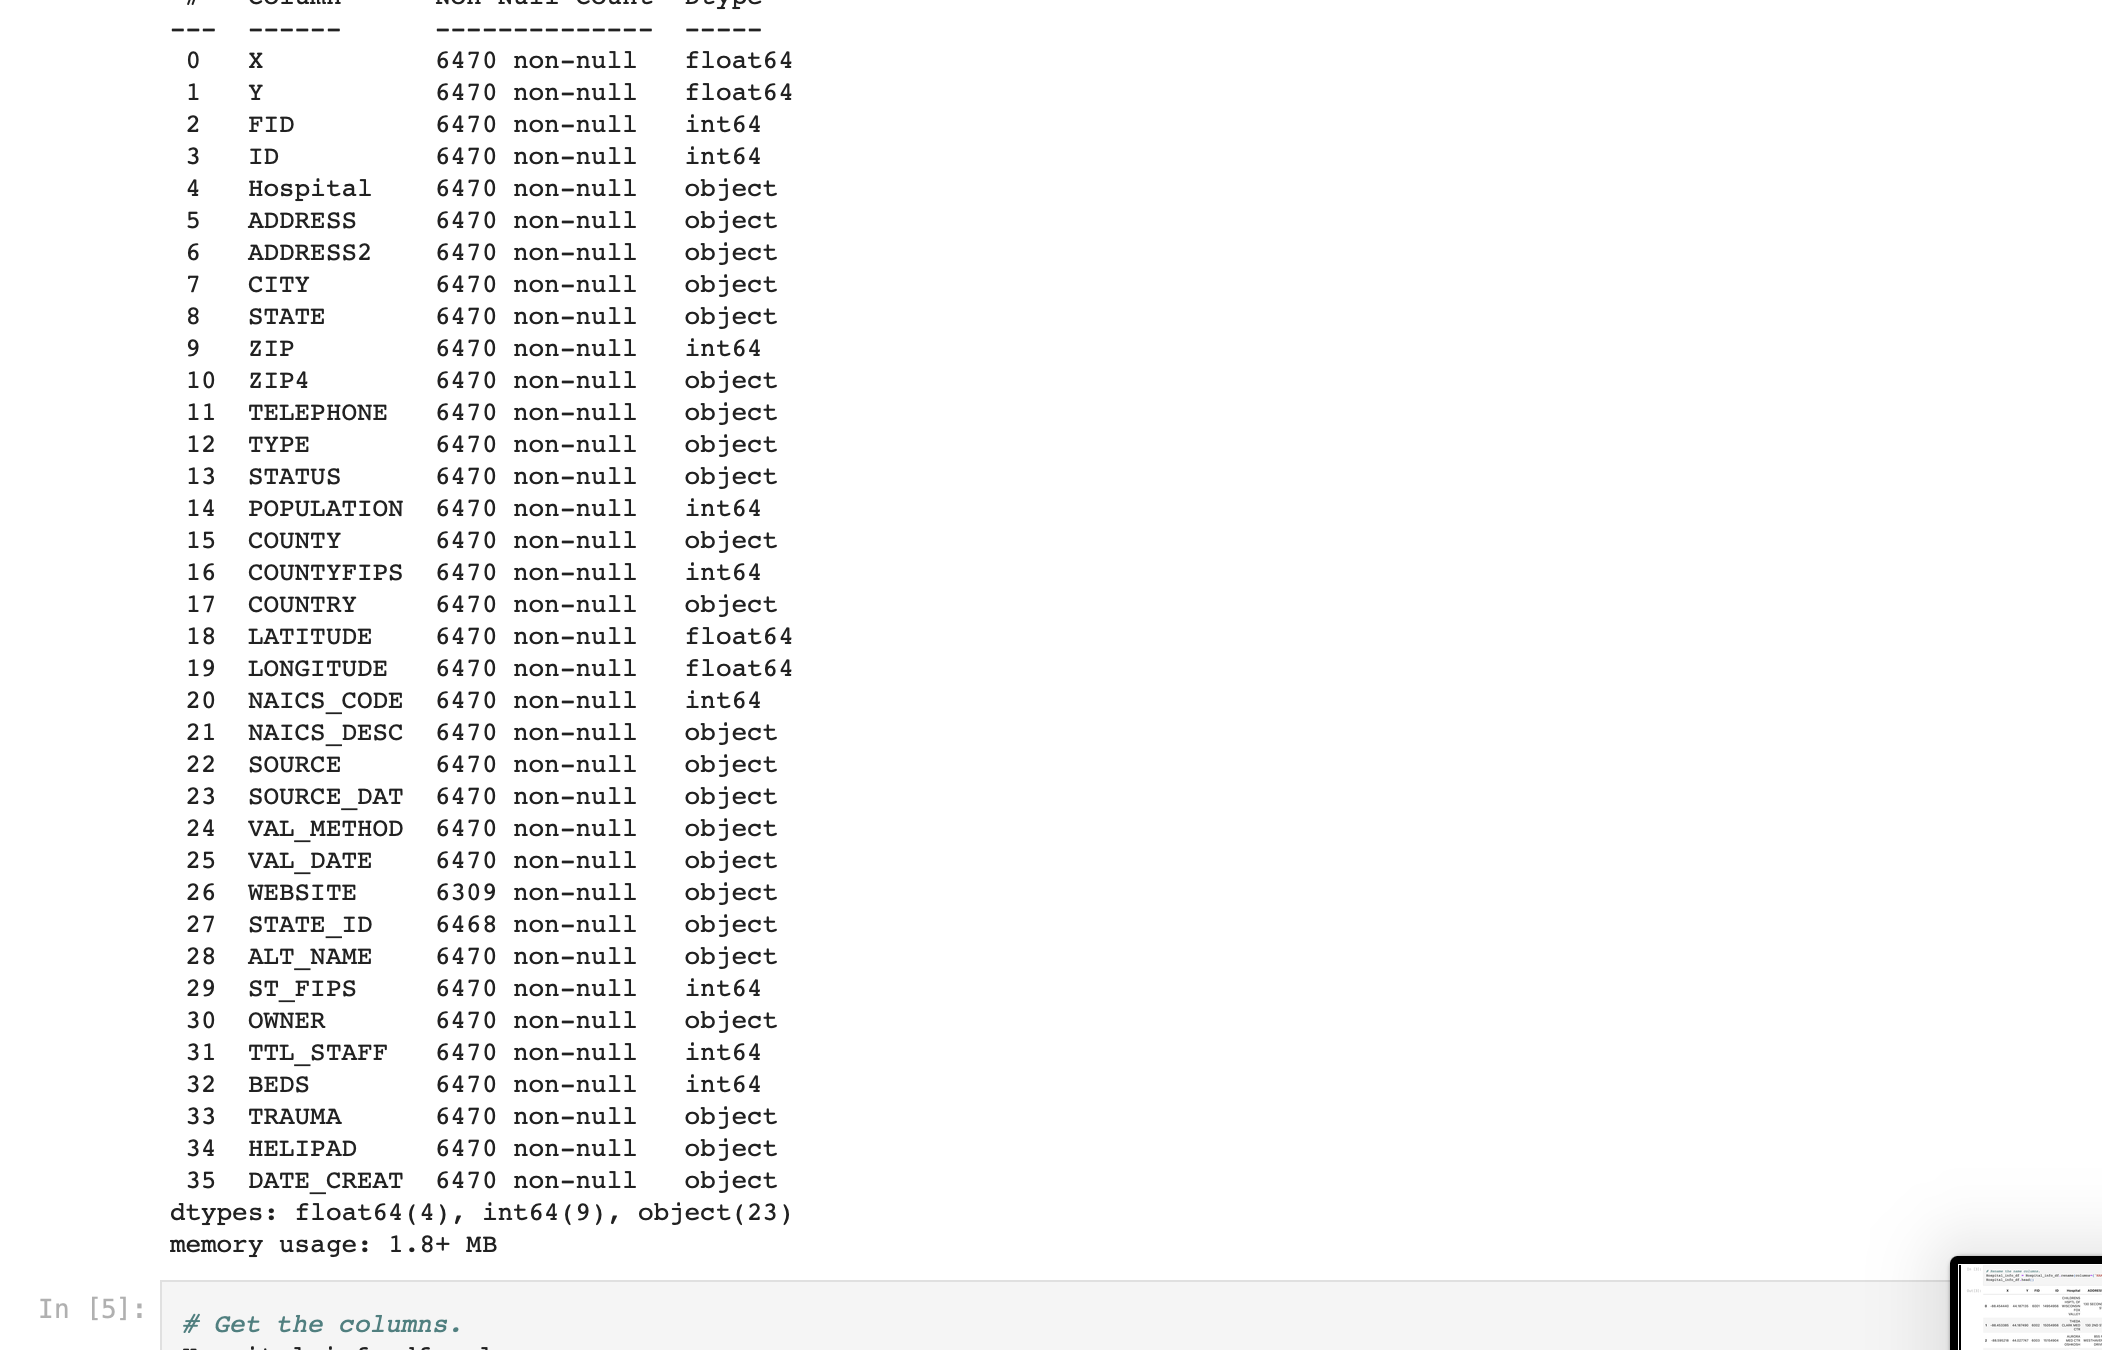 # Column Non-Null Count Dtype
--- ------ -------------- -----
0 X 6470 non-null float64
1 Y 6470 non-null float64
2 FID 6470 non-null int64
3 ID 6470 non-null int64
4 Hospital 6470 non-null object
5 ADDRESS 6470 non-null object
6 ADDRESS2 6470 non-null object
7 CITY 6470 non-null object
8 STATE 6470 non-null object
9 ZIP 6470 non-null int64
10 ZIP4 6470 non-null object
11 TELEPHONE 6470 non-null object
12 TYPE 6470 non-null object
13 STATUS 6470 non-null object
14 POPULATION 6470 non-null int64
15 COUNTY 6470 non-null object
16 COUNTYFIPS 6470 non-null int64
17 COUNTRY 6470 non-null object
18 LATITUDE 6470 non-null float64
19 LONGITUDE 6470 non-null float64
20 NAICS_CODE 6470 non-null int64
21 NAICS_DESC 6470 non-null object
22 SOURCE 6470 non-null object
23 SOURCE_DAT 6470 non-null object
24 VAL_METHOD 6470 non-null object
25 VAL_DATE 6470 non-null object
26 WEBSITE 6309 non-null object
27 STATE_ID 6468 non-null object
28 ALT_NAME 6470 non-null object
29 ST_FIPS 6470 non-null int64
30 OWNER 6470 non-null object
31 TTL_STAFF 6470 non-null int64
32 BEDS 6470 non-null int64
33 TRAUMA 6470 non-null object
34 HELIPAD 6470 non-null object
35 DATE_CREAT 6470 non-null object
dtypes: float64(4), int64(9), object(23)
memory usage: 1.8+ MB
In [5]:
# Get the columns.